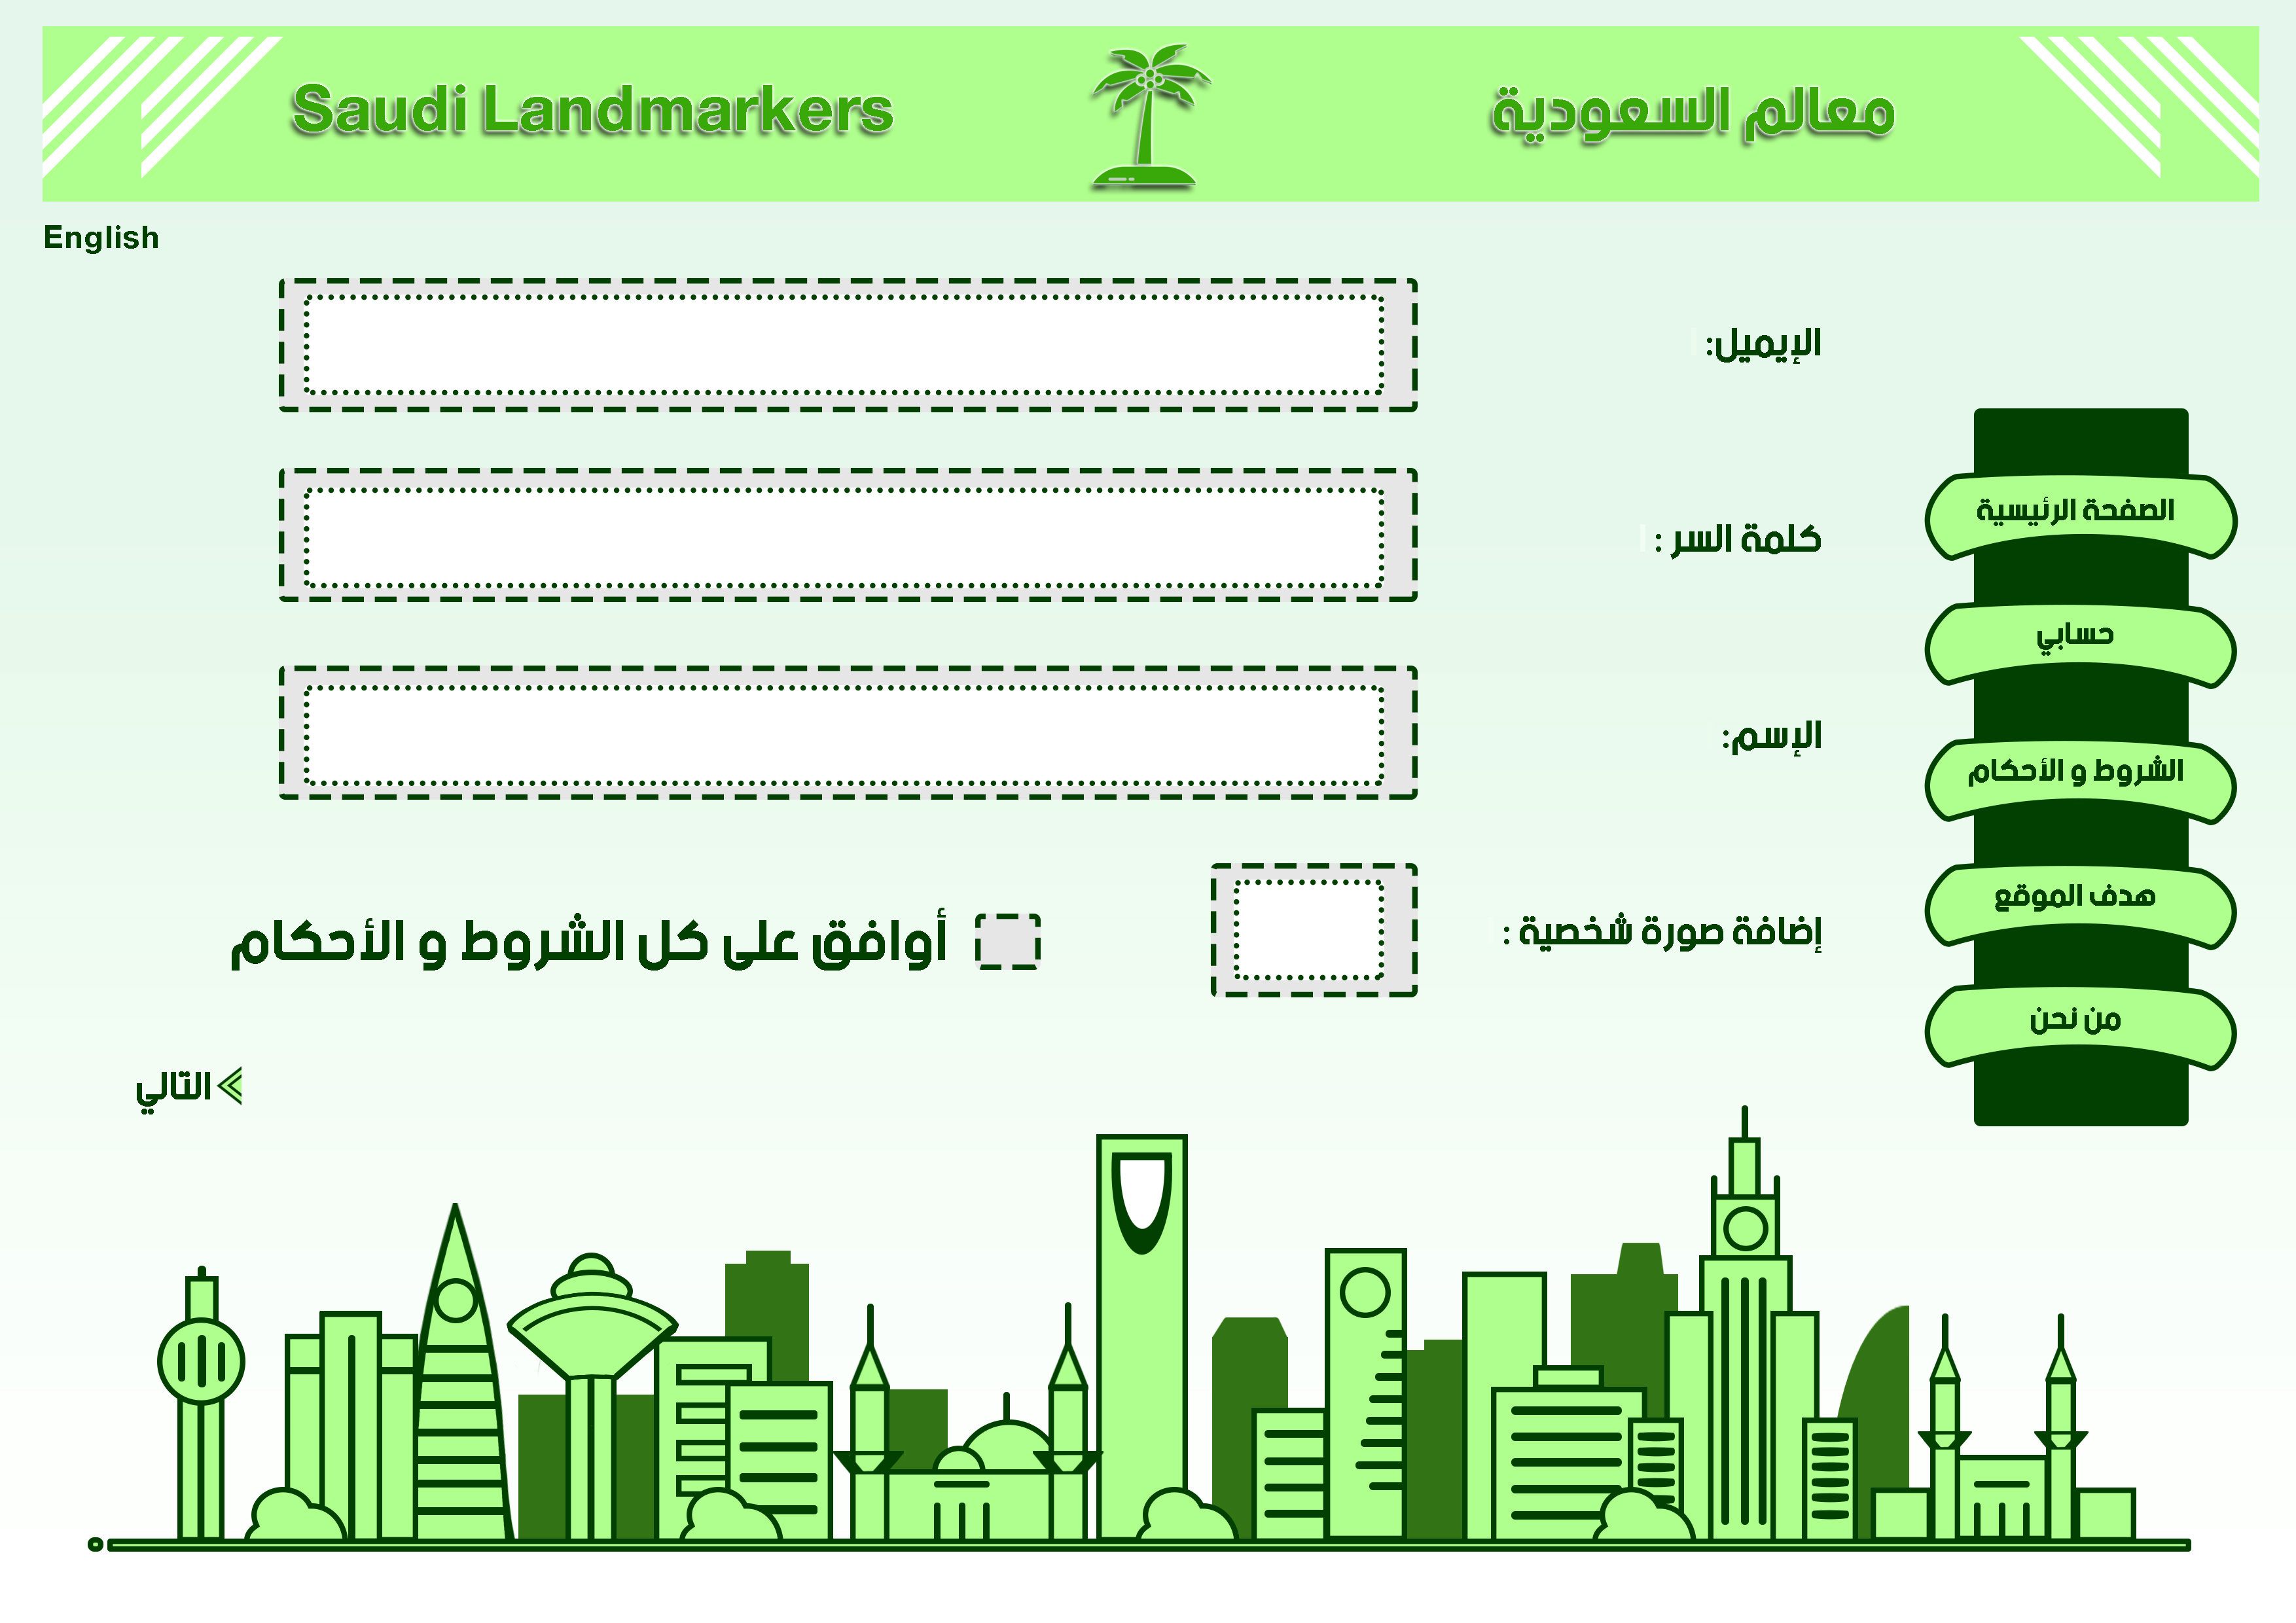 معالم السعودية
Saudi Landmarkers
English
الإيميل:
كلمة السر :
الإسم:
إضافة صورة شخصية :
أوافق على كل الشروط و الأحكام
التالي
الصفحة الرئيسية
حسابي
الشروط و الأحكام
هدف الموقع
من نحن